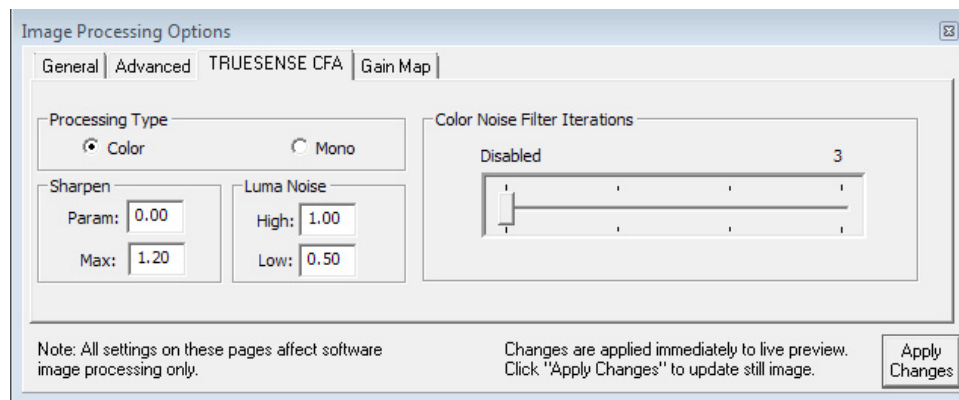 Image Processing Options
General Advanced TRUESENSE CFA Gain Map
Processing Type
Color Mono
Sharpen
Param: 0.00
Max: 1.20
Luma Noise
High: 1.00
Low: 0.50
Color Noise Filter Iterations
Disabled 3
Note: All settings on these pages affect software
image processing only.
Changes are applied immediately to live preview.
Click "Apply Changes" to update still image.
Apply
Changes